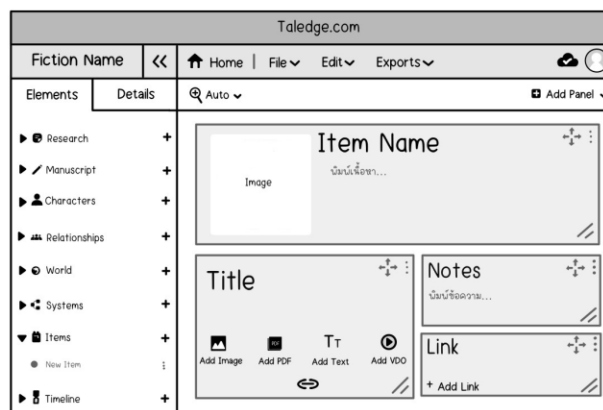 Taledge.com
Fiction Name
Home | File Edit Exports
Elements Details
Auto
Add Panel
Research +
Manuscript +
Characters +
Relationships +
World +
Systems +
Items +
New Item
Timeline +
Image
Item Name
พิมพ์เนื้อหา...
Title
Add Image
PDF
Add PDF
TT
Add Text
Add VDO
Notes
พิมพ์ข้อความ...
Link
+ Add Link